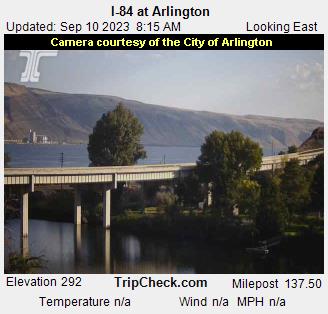 I-84 at Arlington
Updated: Sep 10 2023 8:15 AM Looking East
Camera courtesy of the City of Arlington
Elevation 292 TripCheck.com Milepost 137.50
Temperature n/a Wind n/a MPH n/a